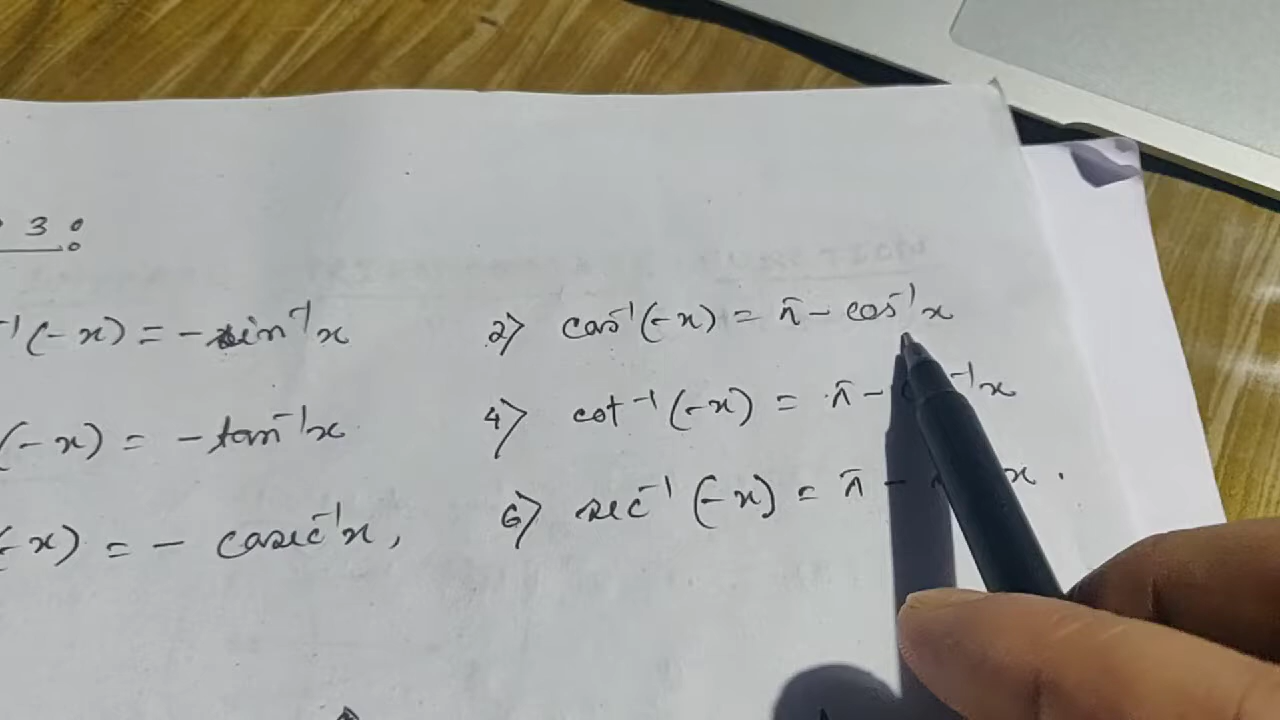 3:
⁻¹(-x) = -sin⁻¹x 2) cos⁻¹(-x) = π - cos⁻¹x
(-x) = -tan⁻¹x 4) cot⁻¹(-x) = π - ⁻¹x
(-x) = - cosec⁻¹x, 6) sec⁻¹(-x) = π - x.